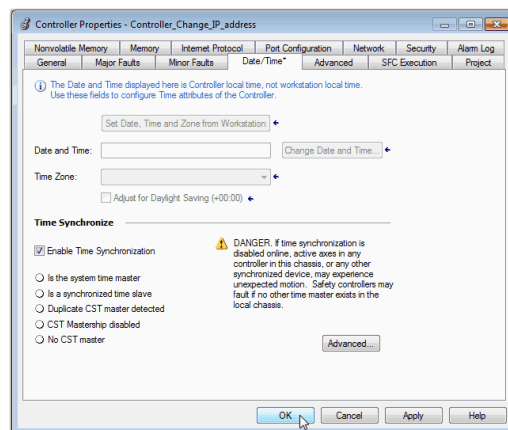 Controller Properties - Controller_Change_IP_address
Nonvolatile Memory Memory Internet Protocol Port Configuration Network Security Alarm Log
General Major Faults Minor Faults Date/Time* Advanced SFC Execution Project
The Date and Time displayed here is Controller local time, not workstation local time.
Use these fields to configure Time attributes of the Controller.
Set Date, Time and Zone from Workstation
Date and Time: Change Date and Time...
Time Zone:
Adjust for Daylight Saving (+00:00)
Time Synchronize
Enable Time Synchronization
Is the system time master
Is a synchronized time slave
Duplicate CST master detected
CST Mastership disabled
No CST master
DANGER. If time synchronization is
disabled online, active axes in any
controller in this chassis, or any other
synchronized device, may experience
unexpected motion. Safety controllers may
fault if no other time master exists in the
local chassis.
Advanced...
OK Cancel Apply Help